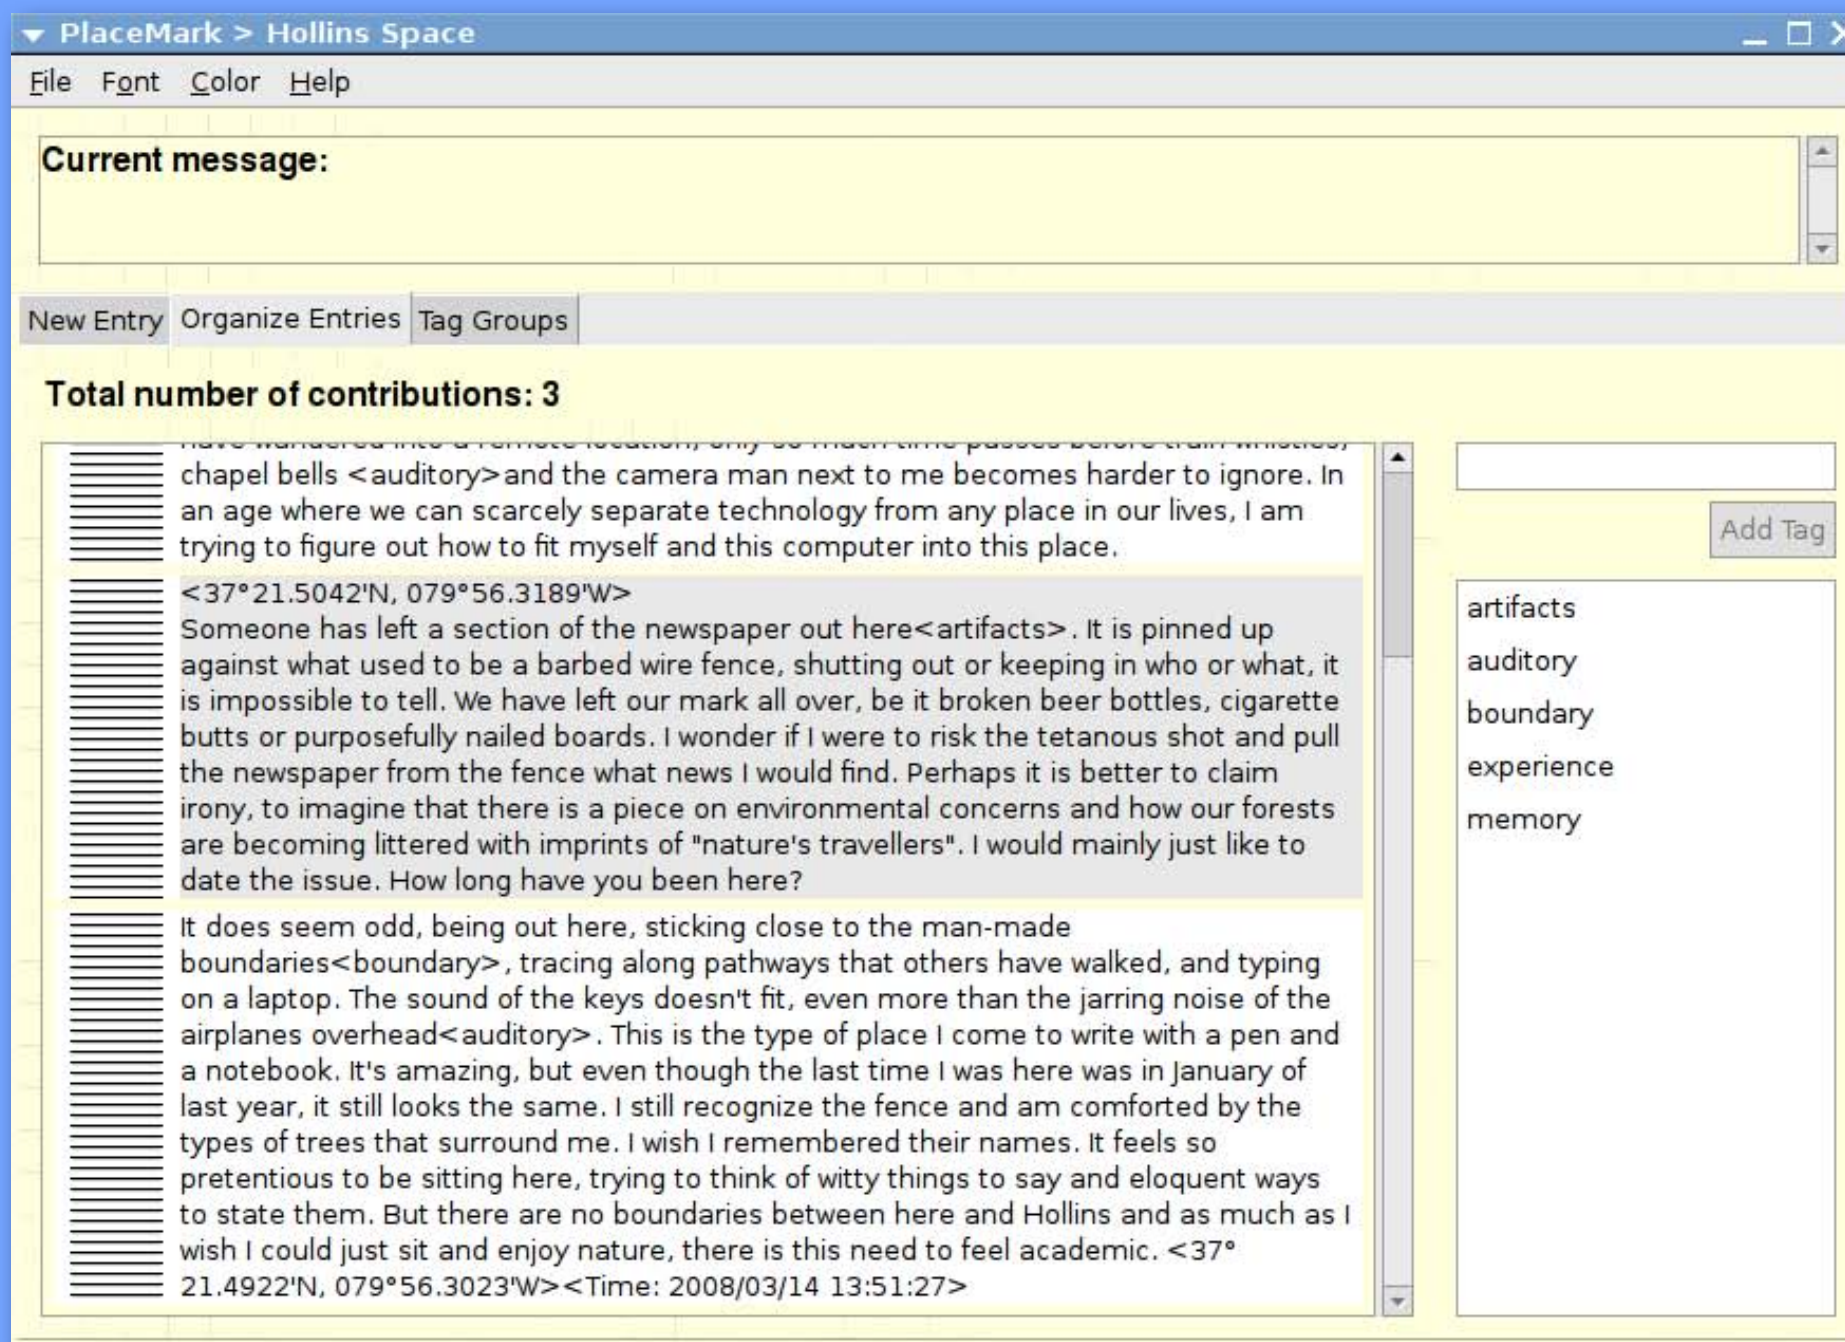 PlaceMark > Hollins Space
File Font Color Help
Current message:
New Entry Organize Entries Tag Groups
Total number of contributions: 3
have wandered into a remote location, only so much time passes before train whistles,
chapel bells <auditory>and the camera man next to me becomes harder to ignore. In
an age where we can scarcely separate technology from any place in our lives, I am
trying to figure out how to fit myself and this computer into this place.
<37°21.5042'N, 079°56.3189'W>
Someone has left a section of the newspaper out here<artifacts>. It is pinned up
against what used to be a barbed wire fence, shutting out or keeping in who or what, it
is impossible to tell. We have left our mark all over, be it broken beer bottles, cigarette
butts or purposefully nailed boards. I wonder if I were to risk the tetanous shot and pull
the newspaper from the fence what news I would find. Perhaps it is better to claim
irony, to imagine that there is a piece on environmental concerns and how our forests
are becoming littered with imprints of "nature's travellers". I would mainly just like to
date the issue. How long have you been here?
It does seem odd, being out here, sticking close to the man-made
boundaries<boundary>, tracing along pathways that others have walked, and typing
on a laptop. The sound of the keys doesn't fit, even more than the jarring noise of the
airplanes overhead<auditory>. This is the type of place I come to write with a pen and
a notebook. It's amazing, but even though the last time I was here was in January of
last year, it still looks the same. I still recognize the fence and am comforted by the
types of trees that surround me. I wish I remembered their names. It feels so
pretentious to be sitting here, trying to think of witty things to say and eloquent ways
to state them. But there are no boundaries between here and Hollins and as much as I
wish I could just sit and enjoy nature, there is this need to feel academic. <37°
21.4922'N, 079°56.3023'W><Time: 2008/03/14 13:51:27>
Add Tag
artifacts
auditory
boundary
experience
memory